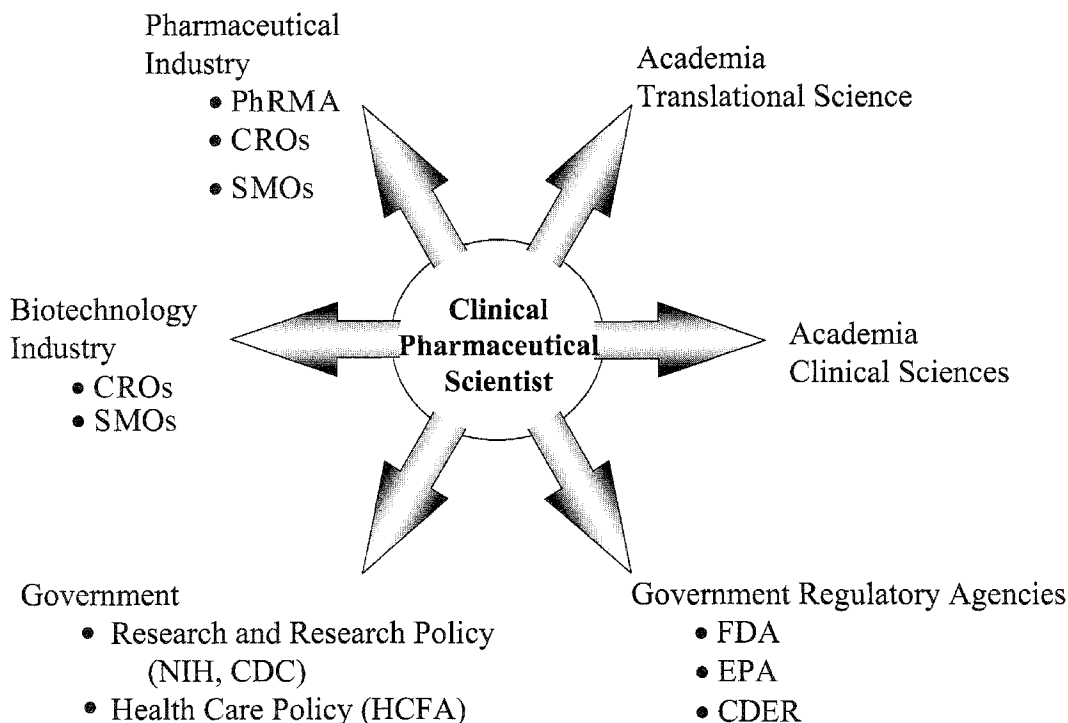 Pharmaceutical
Industry
• PhRMA
• CROs
• SMOs
Academia
Translational Science
Biotechnology
Industry
• CROs
• SMOs
Clinical
Pharmaceutical
Scientist
Academia
Clinical Sciences
Government
• Research and Research Policy
(NIH, CDC)
• Health Care Policy (HCFA)
Government Regulatory Agencies
• FDA
• EPA
• CDER